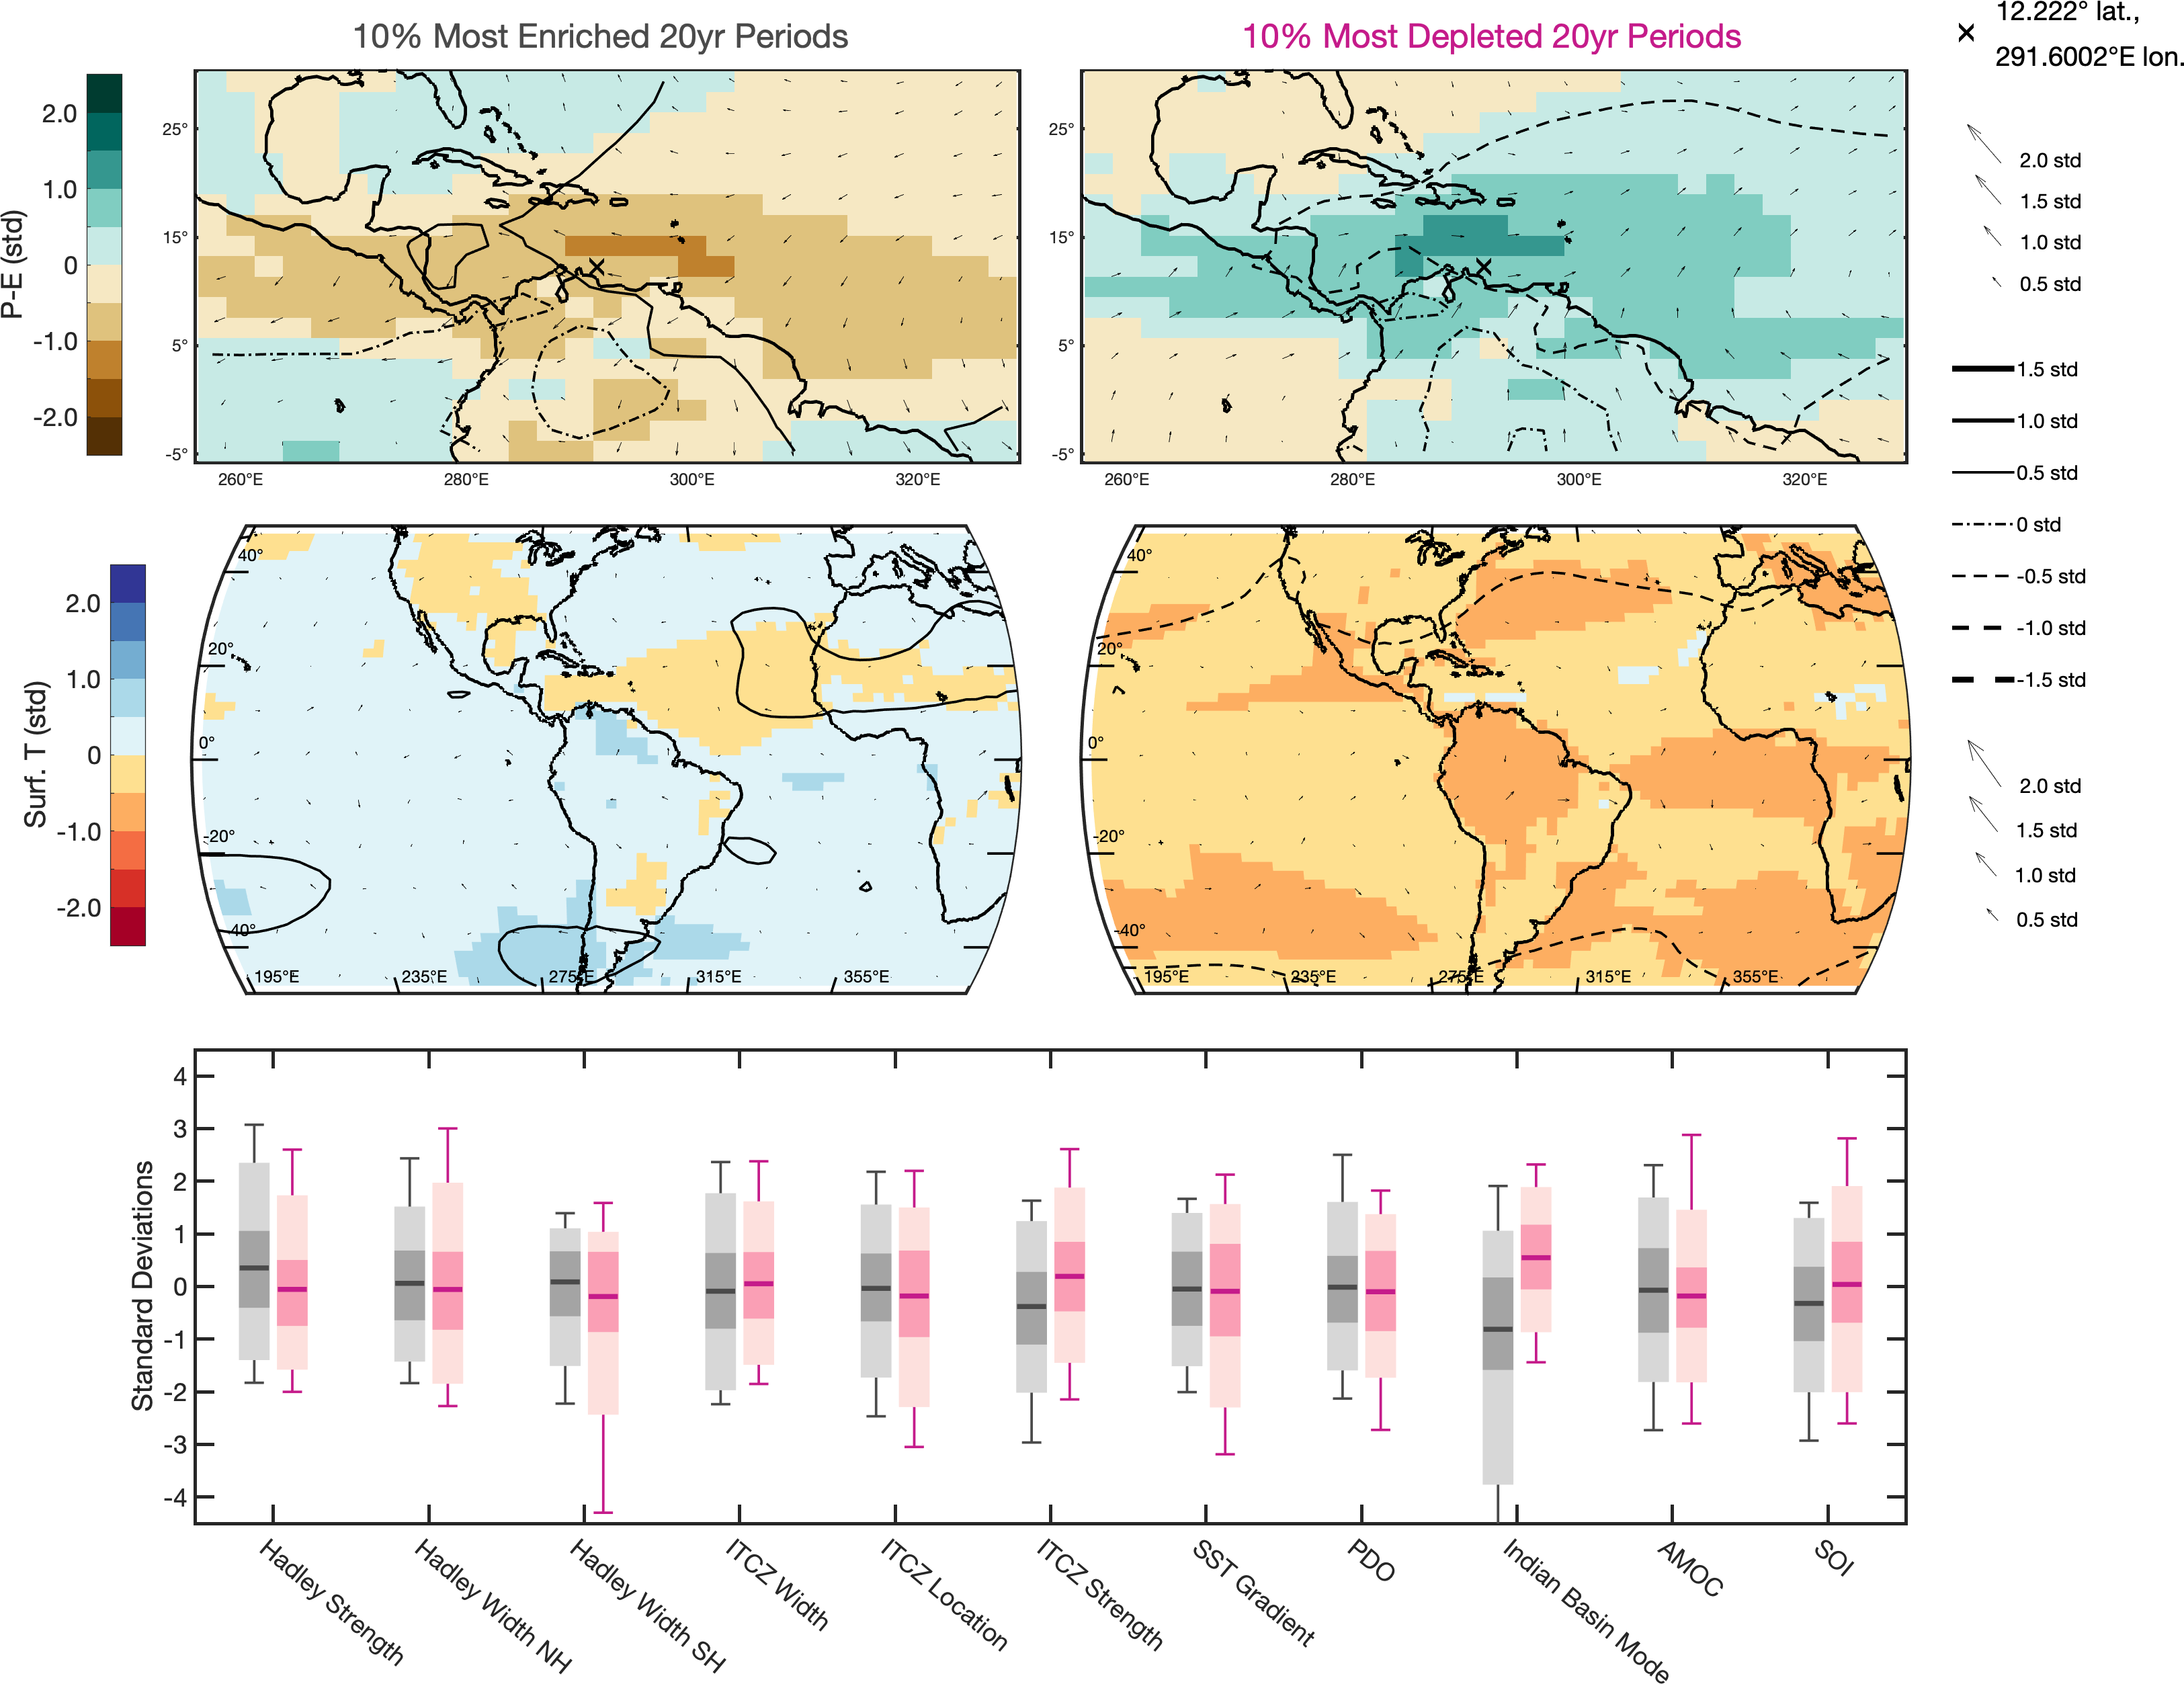 10% Most Enriched 20yr Periods
10% Most Depleted 20yr Periods
12.222° lat.,
291.6002°E lon.
P-E (std)
2.0
1.0
0
-1.0
-2.0
25°
15°
5°
-5°
260°E
280°E
300°E
320°E
25°
15°
5°
-5°
260°E
280°E
300°E
320°E
2.0 std
1.5 std
1.0 std
0.5 std
1.5 std
1.0 std
0.5 std
0 std
-0.5 std
-1.0 std
-1.5 std
Surf. T (std)
2.0
1.0
0
-1.0
-2.0
40°
20°
0°
-20°
-40°
195°E
235°E
275°E
315°E
355°E
40°
20°
0°
-20°
-40°
195°E
235°E
275°E
315°E
355°E
2.0 std
1.5 std
1.0 std
0.5 std
Standard Deviations
4
3
2
1
0
-1
-2
-3
-4
Hadley Strength
Hadley Width NH
Hadley Width SH
ITCZ Width
ITCZ Location
ITCZ Strength
SST Gradient
PDO
Indian Basin Mode
AMOC
SOI